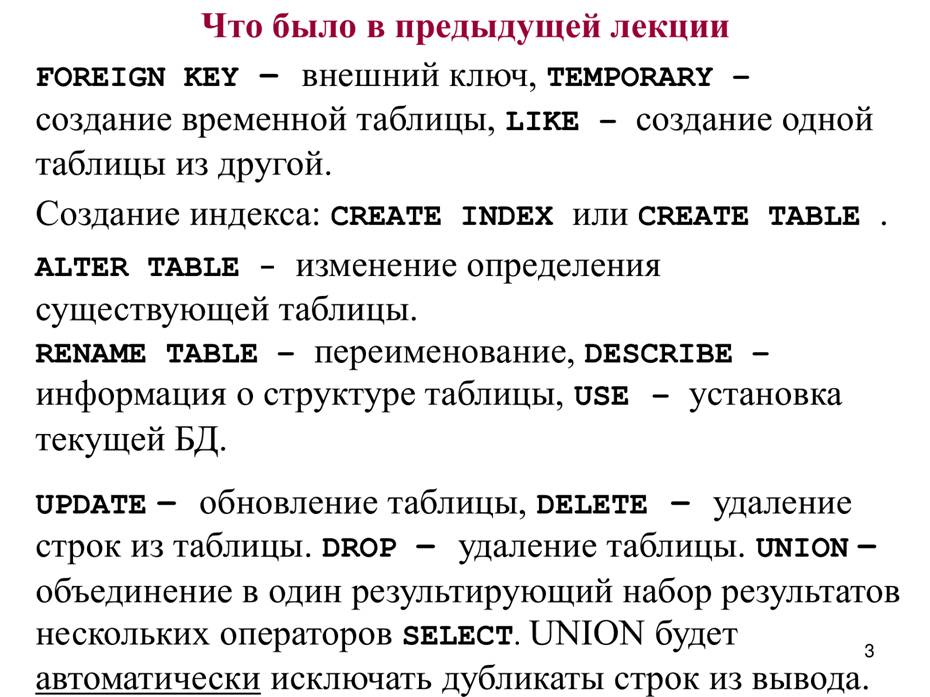 Что было в предыдущей лекции
FOREIGN KEY – внешний ключ, TEMPORARY –
создание временной таблицы, LIKE – создание одной
таблицы из другой.
Создание индекса: CREATE INDEX или CREATE TABLE .
ALTER TABLE – изменение определения
существующей таблицы.
RENAME TABLE – переименование, DESCRIBE –
информация о структуре таблицы, USE – установка
текущей БД.
UPDATE – обновление таблицы, DELETE – удаление
строк из таблицы. DROP – удаление таблицы. UNION –
объединение в один результирующий набор результатов
нескольких операторов SELECT. UNION будет
автоматически исключать дубликаты строк из вывода.
3